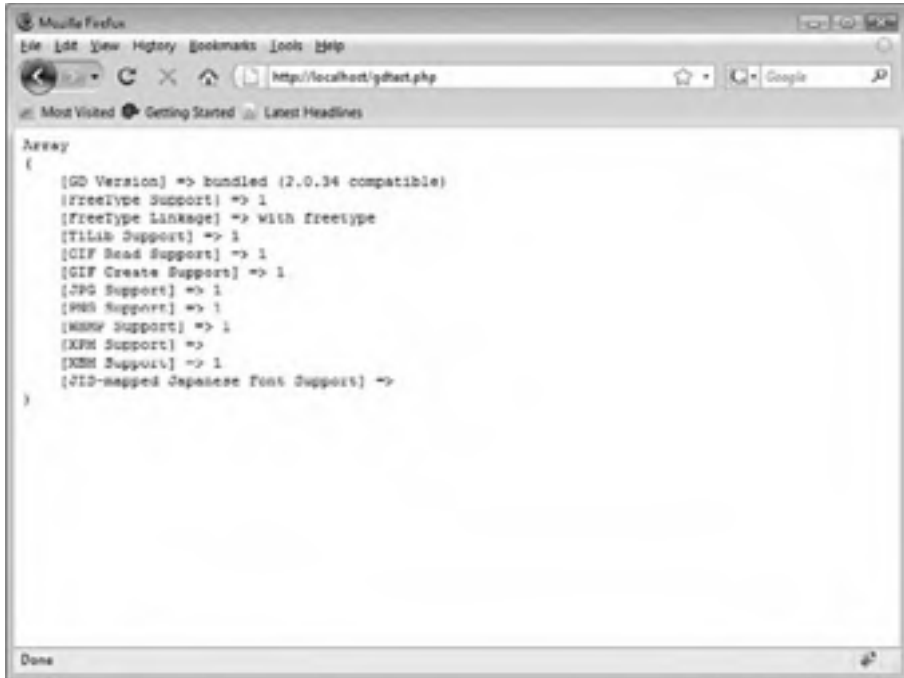 Mozilla Firefox
File Edit View History Bookmarks Tools Help
http://localhost/gdtest.php
Google
Most Visited Getting Started Latest Headlines
Array
(
[GD Version] => bundled (2.0.34 compatible)
[FreeType Support] => 1
[FreeType Linkage] => with freetype
[T1Lib Support] => 1
[GIF Read Support] => 1
[GIF Create Support] => 1
[JPG Support] => 1
[PNG Support] => 1
[WBMP Support] => 1
[XPM Support] =>
[XBM Support] => 1
[JIS-mapped Japanese Font Support] =>
)
Done